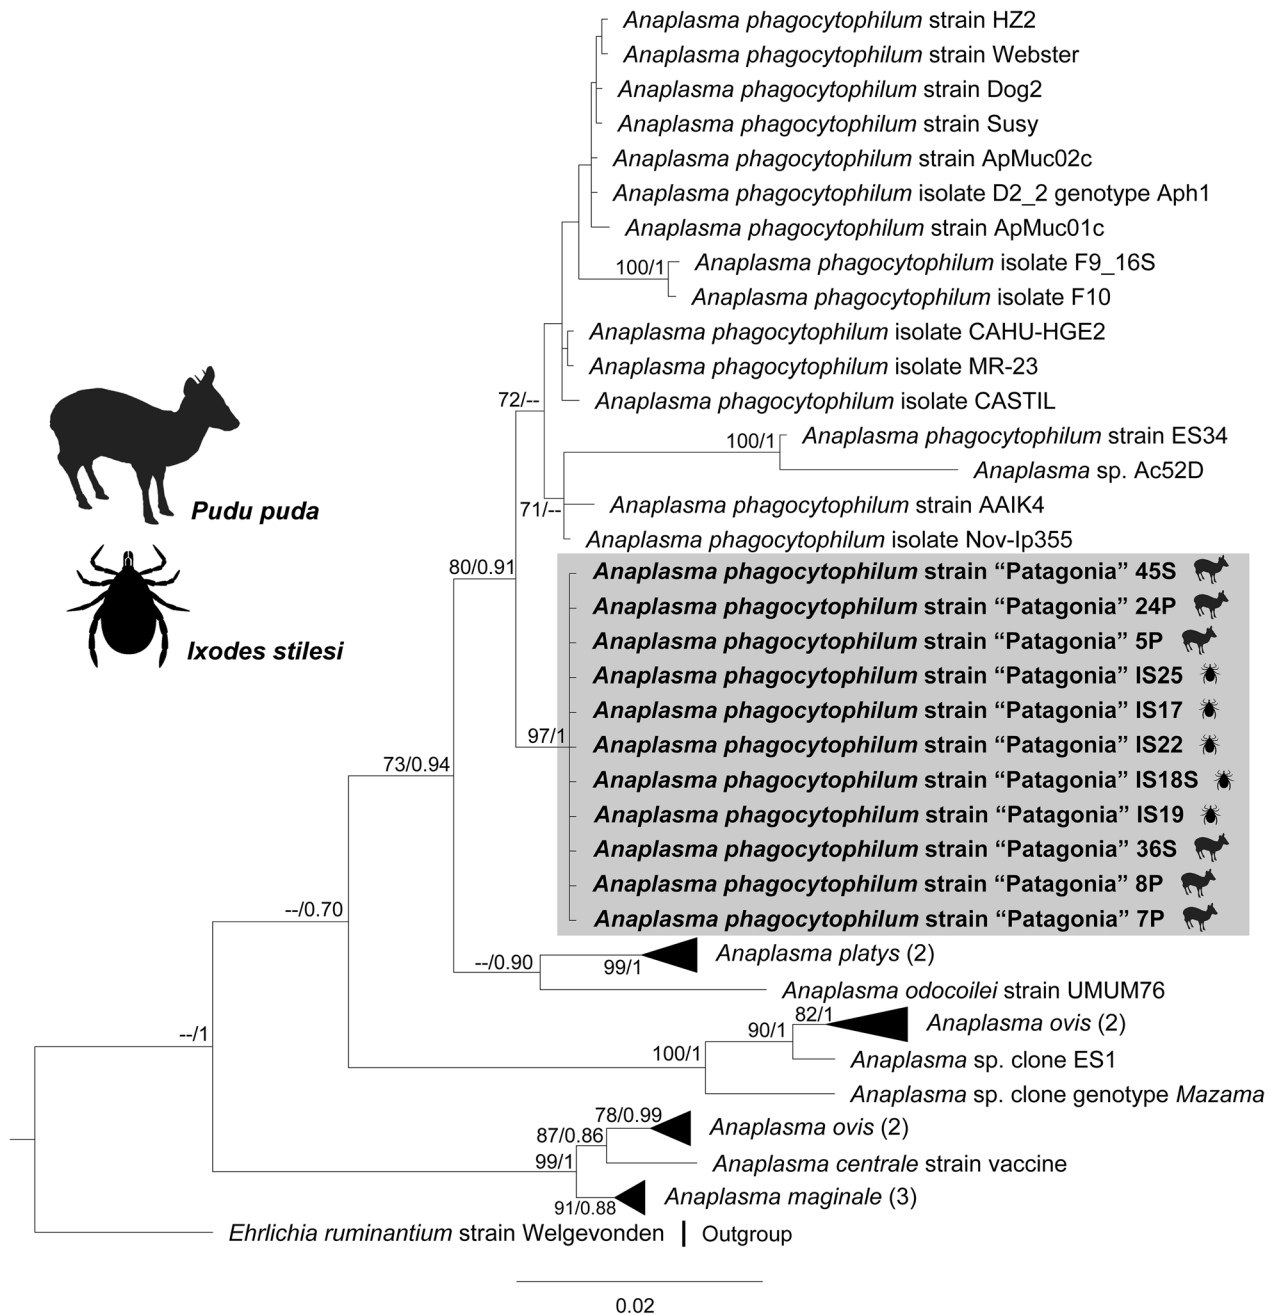 Anaplasma phagocytophilum strain HZ2
Anaplasma phagocytophilum strain Webster
Anaplasma phagocytophilum strain Dog2
Anaplasma phagocytophilum strain Susy
Anaplasma phagocytophilum strain ApMuc02c
Anaplasma phagocytophilum isolate D2_2 genotype Aph1
Anaplasma phagocytophilum strain ApMuc01c
100/1
Anaplasma phagocytophilum isolate F9_16S
Anaplasma phagocytophilum isolate F10
Anaplasma phagocytophilum isolate CAHU-HGE2
Anaplasma phagocytophilum isolate MR-23
72/--
Anaplasma phagocytophilum isolate CASTIL
100/1
Anaplasma phagocytophilum strain ES34
Anaplasma sp. Ac52D
71/--
Anaplasma phagocytophilum strain AAIK4
Anaplasma phagocytophilum isolate Nov-Ip355
Pudu puda
Ixodes stilesi
80/0.91
Anaplasma phagocytophilum strain “Patagonia” 45S
Anaplasma phagocytophilum strain “Patagonia” 24P
Anaplasma phagocytophilum strain “Patagonia” 5P
Anaplasma phagocytophilum strain “Patagonia” IS25
Anaplasma phagocytophilum strain “Patagonia” IS17
97/1
Anaplasma phagocytophilum strain “Patagonia” IS22
73/0.94
Anaplasma phagocytophilum strain “Patagonia” IS18S
Anaplasma phagocytophilum strain “Patagonia” IS19
Anaplasma phagocytophilum strain “Patagonia” 36S
Anaplasma phagocytophilum strain “Patagonia” 8P
--/0.70
Anaplasma phagocytophilum strain “Patagonia” 7P
--/0.90
99/1
Anaplasma platys (2)
Anaplasma odocoilei strain UMUM76
--/1
82/1
90/1
Anaplasma ovis (2)
100/1
Anaplasma sp. clone ES1
Anaplasma sp. clone genotype Mazama
78/0.99
87/0.86
Anaplasma ovis (2)
99/1
Anaplasma centrale strain vaccine
91/0.88
Anaplasma maginale (3)
Ehrlichia ruminantium strain Welgevonden
Outgroup
0.02